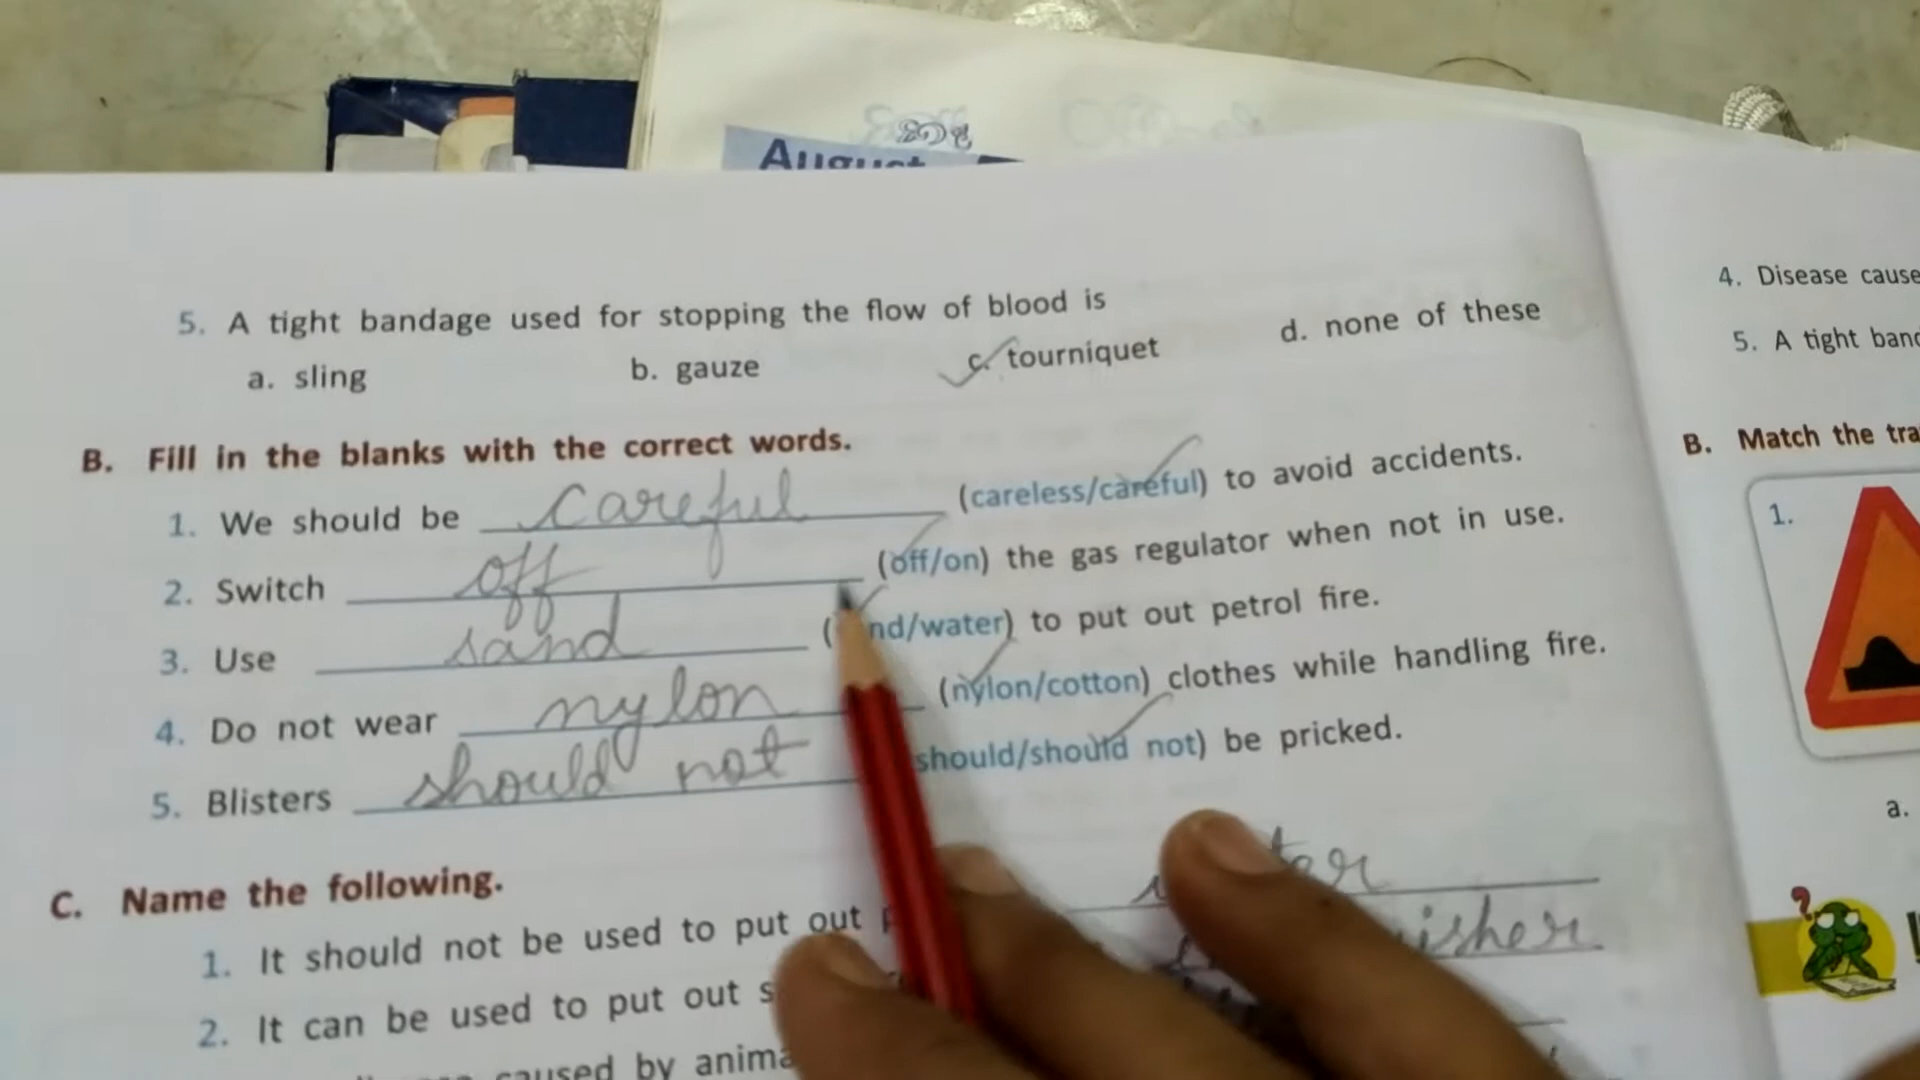 August
5. A tight bandage used for stopping the flow of blood is
a. sling b. gauze c. tourniquet d. none of these
B. Fill in the blanks with the correct words.
1. We should be careful (careless/careful) to avoid accidents.
2. Switch off (off/on) the gas regulator when not in use.
3. Use sand (nd/water) to put out petrol fire.
4. Do not wear nylon (nylon/cotton) clothes while handling fire.
5. Blisters should not should/should not) be pricked.
C. Name the following.
1. It should not be used to put out
2. It can be used to put out
caused by
4. Disease cause
5. A tight
B. Match the
1.
a.